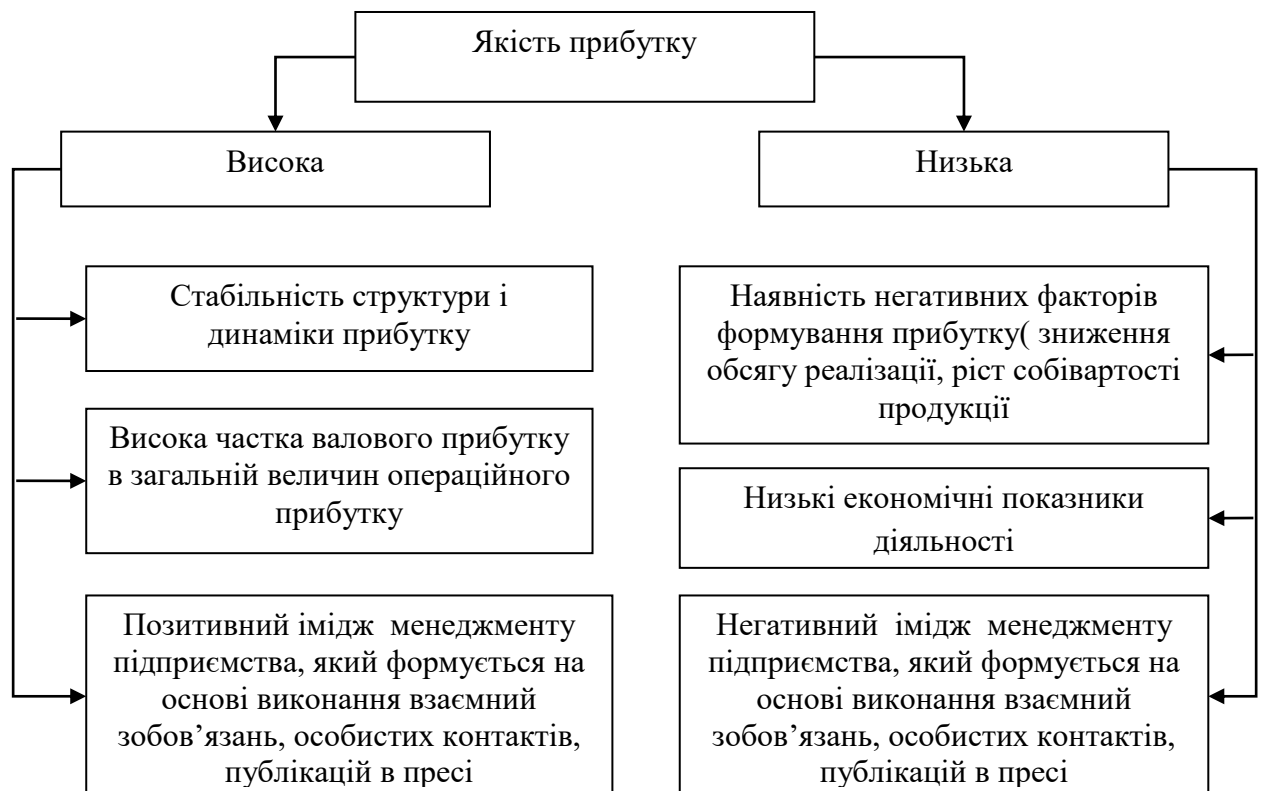 Якість прибутку
Висока
Низька
Стабільність структури і
динаміки прибутку
Висока частка валового прибутку
в загальній величин операційного
прибутку
Позитивний імідж менеджменту
підприємства, який формується на
основі виконання взаємний
зобов’язань, особистих контактів,
публікацій в пресі
Наявність негативних факторів
формування прибутку( зниження
обсягу реалізації, ріст собівартості
продукції
Низькі економічні показники
діяльності
Негативний імідж менеджменту
підприємства, який формується на
основі виконання взаємний
зобов’язань, особистих контактів,
публікацій в пресі